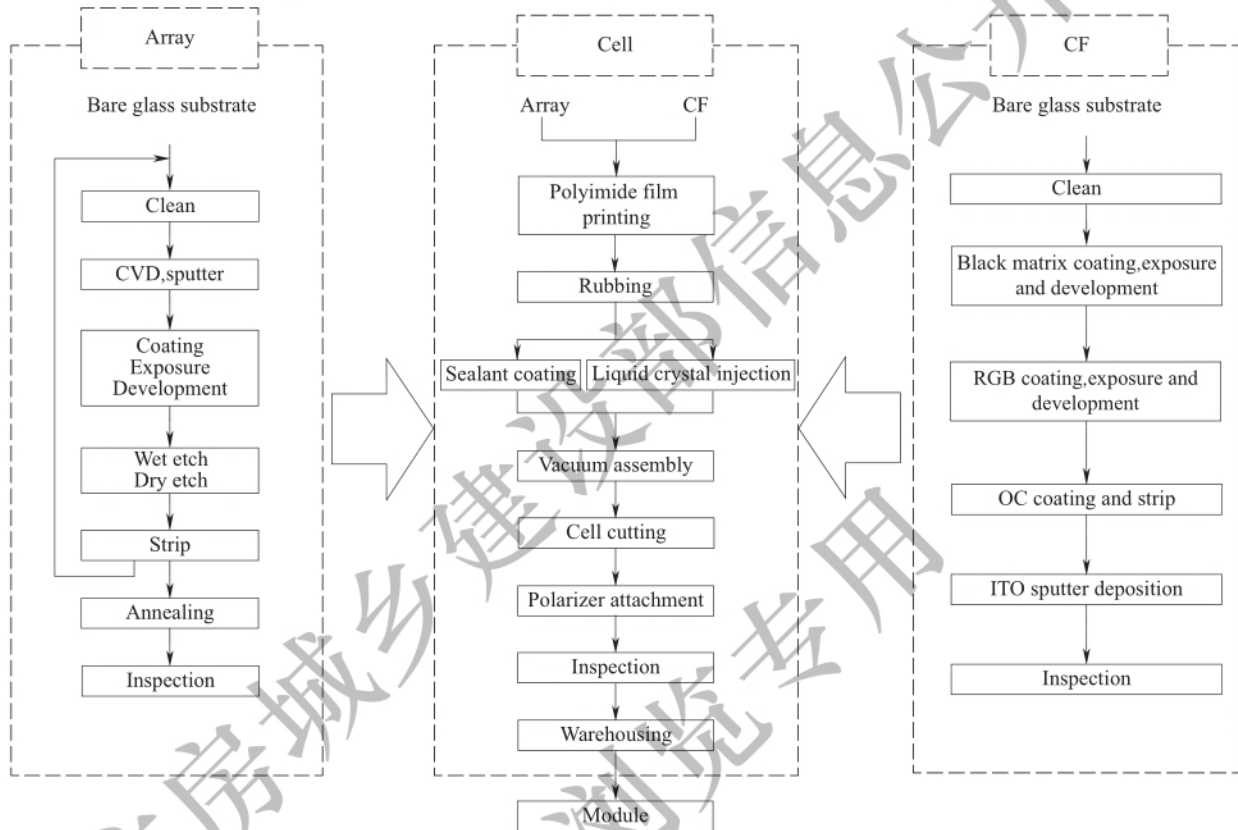 Array
Bare glass substrate
Clean
CVD,sputter
Coating
Exposure
Development
Wet etch
Dry etch
Strip
Annealing
Inspection
Cell
Array
CF
Polyimide film
printing
Rubbing
Sealant coating
Liquid crystal injection
Vacuum assembly
Cell cutting
Polarizer attachment
Inspection
Warehousing
Module
CF
Bare glass substrate
Clean
Black matrix coating,exposure
and development
RGB coating,exposure and
development
OC coating and strip
ITO sputter deposition
Inspection
房城乡建设部信息公开
浏览专用